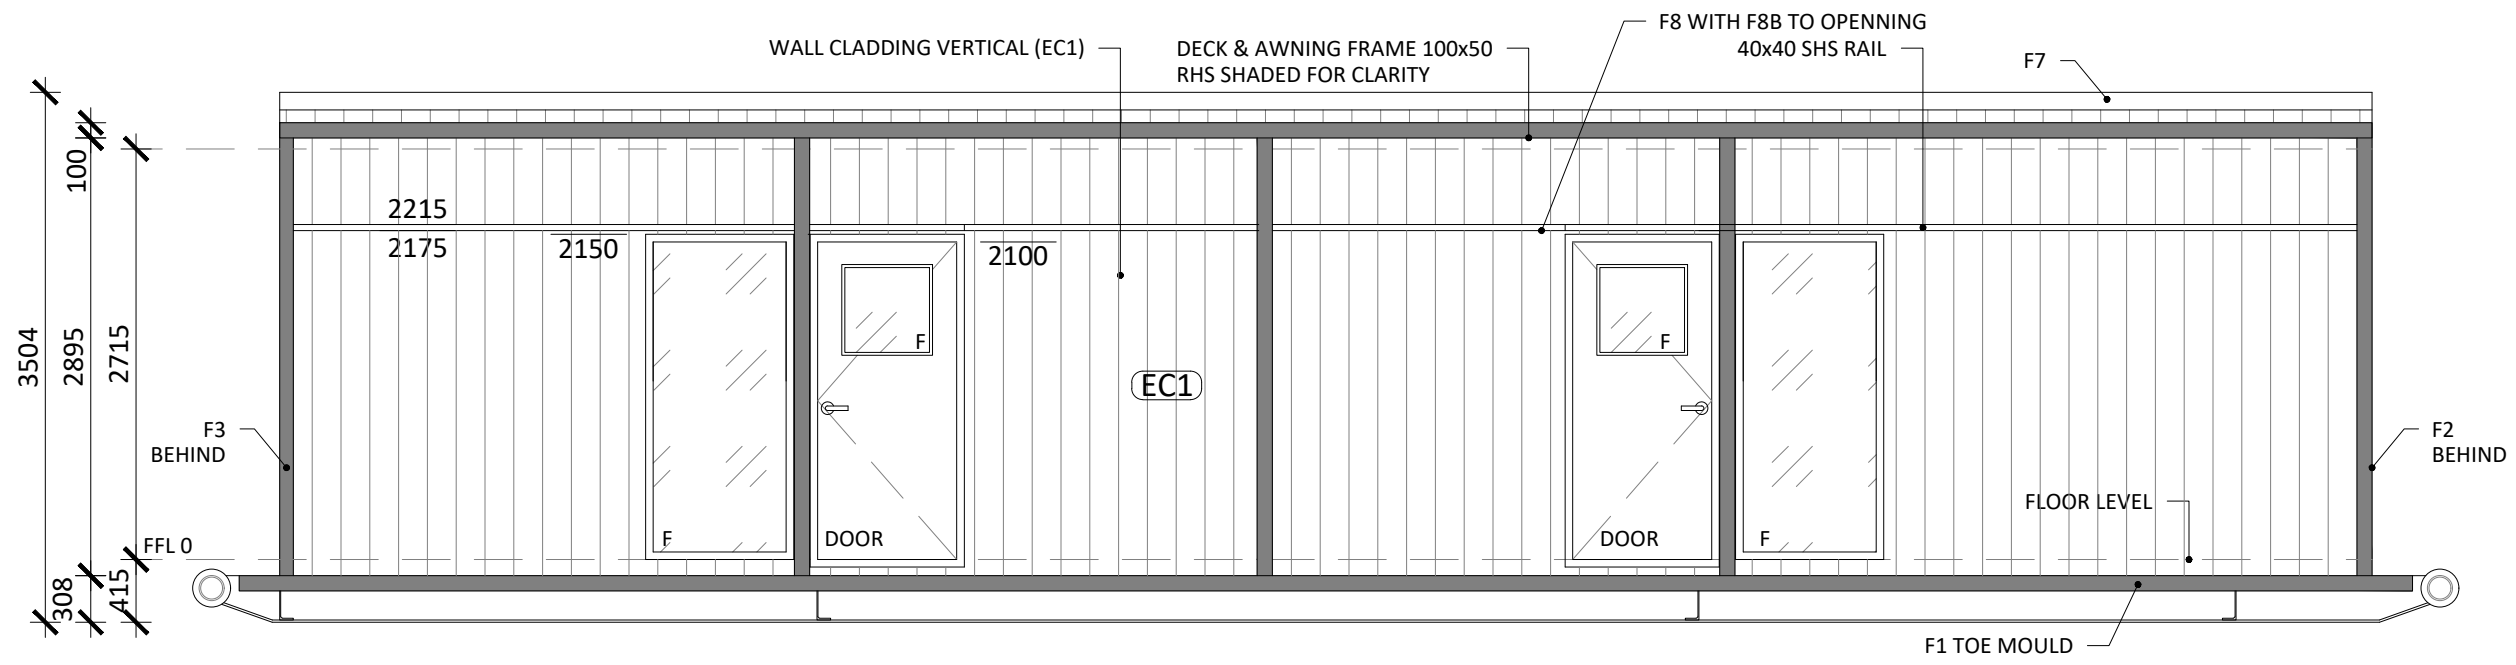 F8 WITH F8B TO OPENNING
WALL CLADDING VERTICAL (EC1)
DECK & AWNING FRAME 100x50
RHS SHADED FOR CLARITY
40x40 SHS RAIL
F7
100
2215
2175
2150
2100
F
F
3504
2895
2715
EC1
F3
BEHIND
F2
BEHIND
FLOOR LEVEL
FFL 0
F
DOOR
DOOR
F
308
415
F1 TOE MOULD